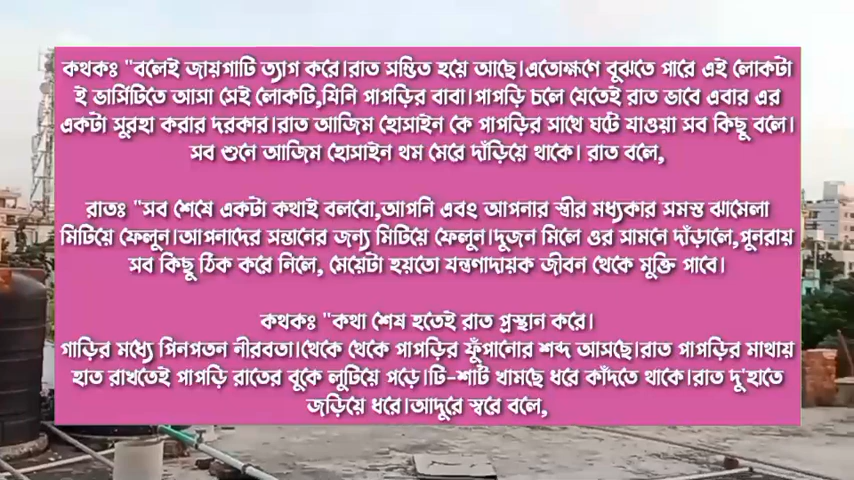 কথকঃ "বলেই জায়গাটি ত্যাগ করে।রাত সম্ভিত হয়ে আছে।এতোক্ষণে বুঝতে পারে এই লোকটা
ই ভার্সিটিতে আসা সেই লোকটি,যিনি পাপড়ির বাবা।পাপড়ি চলে যেতেই রাত ভাবে এবার এর
একটা সুরহা করার দরকার।রাত আজিম হোসাইন কে পাপড়ির সাথে ঘটে যাওয়া সব কিছু বলে।
সব শুনে আজিম হোসাইন থম মেরে দাঁড়িয়ে থাকে। রাত বলে,
রাতঃ "সব শেষে একটা কথাই বলবো,আপনি এবং আপনার স্ত্রীর মধ্যকার সমস্ত ঝামেলা
মিটিয়ে ফেলুন।আপনাদের সন্তানের জন্য মিটিয়ে ফেলুন।দুজন মিলে ওর সামনে দাঁড়ালে,পুনরায়
সব কিছু ঠিক করে নিলে, মেয়েটা হয়তো যন্তণাদায়ক জীবন থেকে মুক্তি পাবে।
কথকঃ "কথা শেষ হতেই রাত প্রস্থান করে।
গাড়ির মধ্যে পিনপতন নীরবতা।থেকে থেকে পাপড়ির ফুঁপানোর শব্দ আসছে।রাত পাপড়ির মাথায়
হাত রাখতেই পাপড়ি রাতের বুকে লুটিয়ে পড়ে।টি-শার্ট খামছে ধরে কাঁদতে থাকে।রাত দু'হাতে
জড়িয়ে ধরে।আদুরে স্বরে বলে,